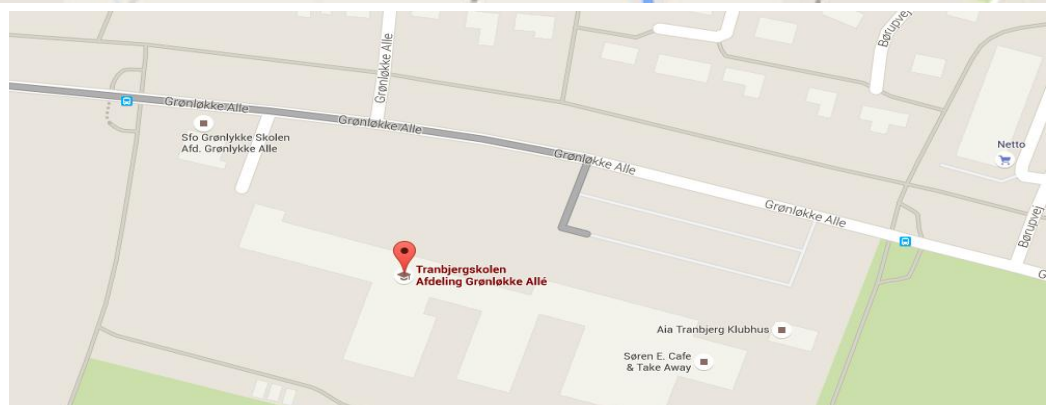 Børupvej
Grønløkke Alle
Grønløkke Alle
Grønløkke Alle
Sfo Grønlykke Skolen
Afd. Grønlykke Alle
Netto
Grønløkke Alle
Grønløkke Alle
Børupvej
G
Tranbjergskolen
Afdeling Grønløkke Allé
Aia Tranbjerg Klubhus
Søren E. Cafe
& Take Away